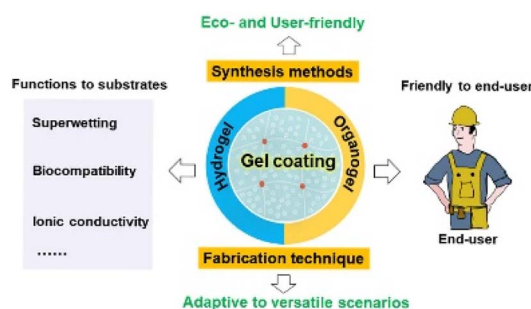 Eco- and User-friendly
Synthesis methods
Functions to substrates
Superwetting
Biocompatibility
Ionic conductivity
......
Hydrogel
Gel coating
Organogel
Friendly to end-user
End-user
Fabrication technique
Adaptive to versatile scenarios